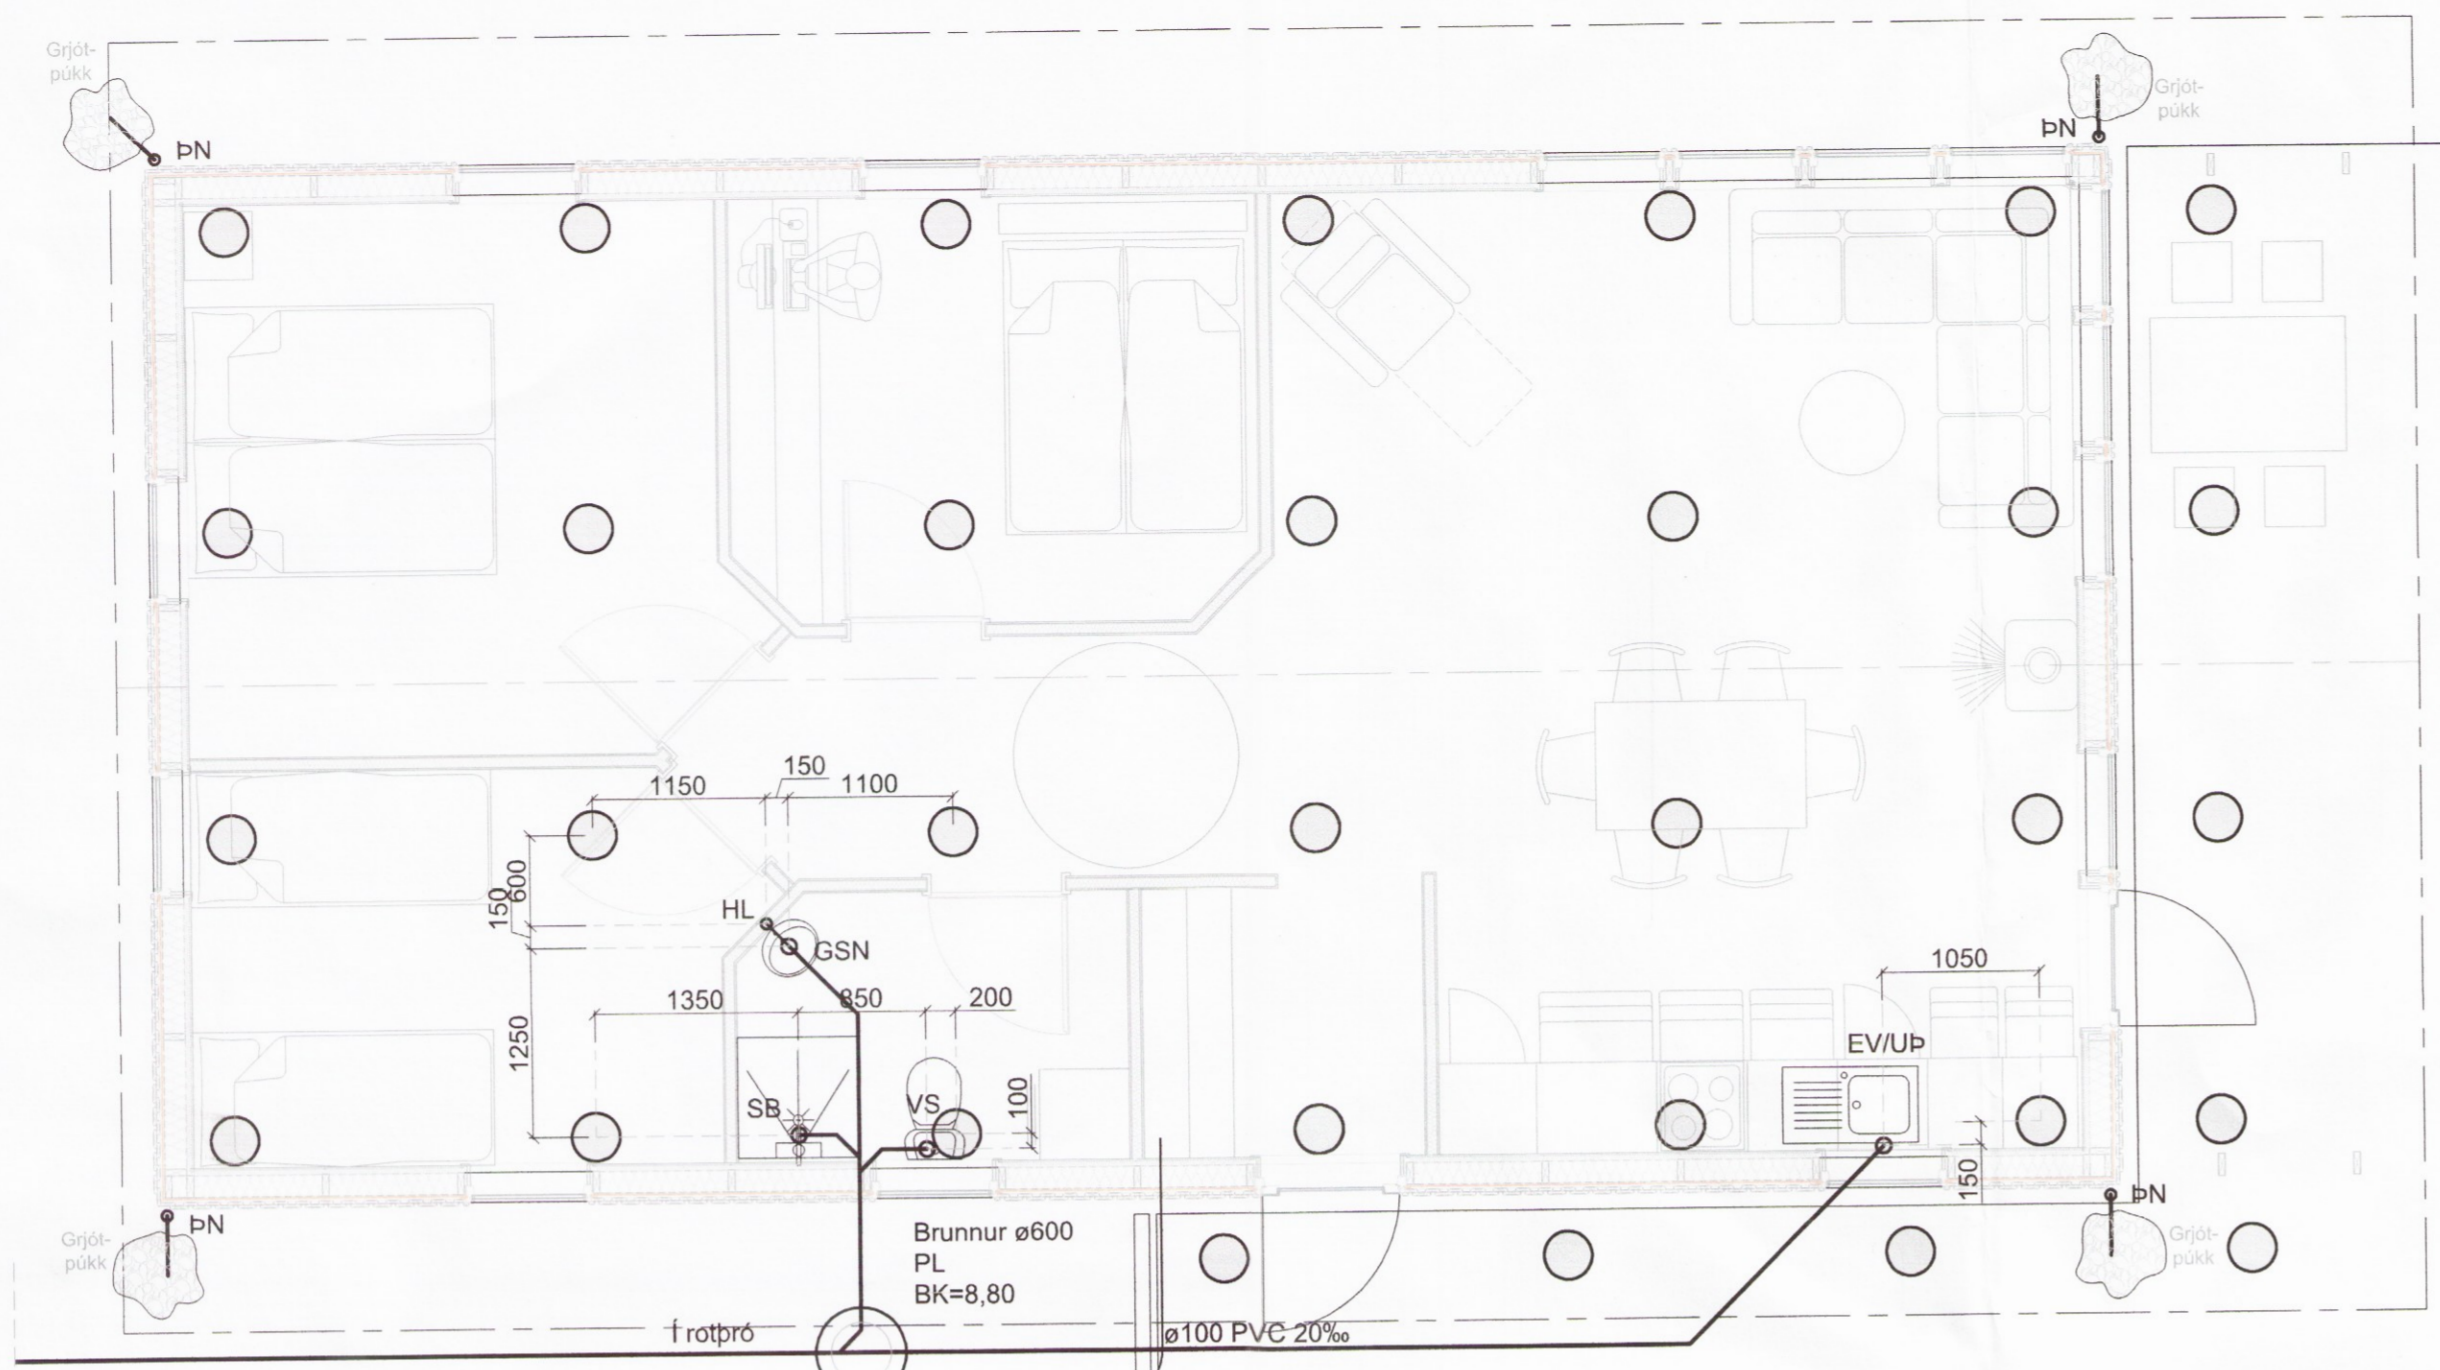 Grjót-
púkk
ÞN
ÞN
Grjót-
púkk
1150
150
1100
600
150
HL
GSN
1350
850
200
1250
1050
EV/UÞ
SB
VS
100
150
ÞN
Grjót-
púkk
ÞN
Grjót-
púkk
Brunnur ø600
PL
BK=8,80
Í rotþró
ø100 PVC 20‰